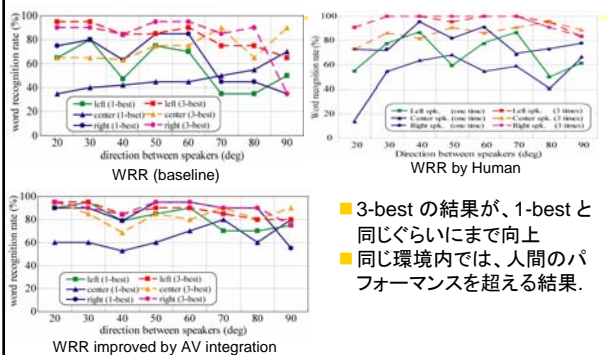 word recognition rate (%)
100
80
60
40
20
0
left (1-best)
left (3-best)
center (1-bset)
center (3-best)
right (1-best)
right (3-best)
20 30 40 50 60 70 80 90
direction between speakers (deg)
WRR (baseline)
Word recognition rate (%)
100
80
60
40
20
0
Left spk. (one time)
Left spk. (3 times)
Center spk. (one time)
Center spk. (3 times)
Right spk. (one time)
Right spk. (3 times)
20 30 40 50 60 70 80 90
Direction between speakers (deg)
WRR by Human
word recognition rate (%)
100
80
60
40
20
0
left (1-best)
left (3-best)
center (1-best)
center (3-best)
right (1-best)
right (3-best)
20 30 40 50 60 70 80 90
direction between speakers (deg)
WRR improved by AV integration
3-best の結果が、1-best と
同じぐらいにまで向上
同じ環境内では、人間のパ
フォーマンスを超える結果.